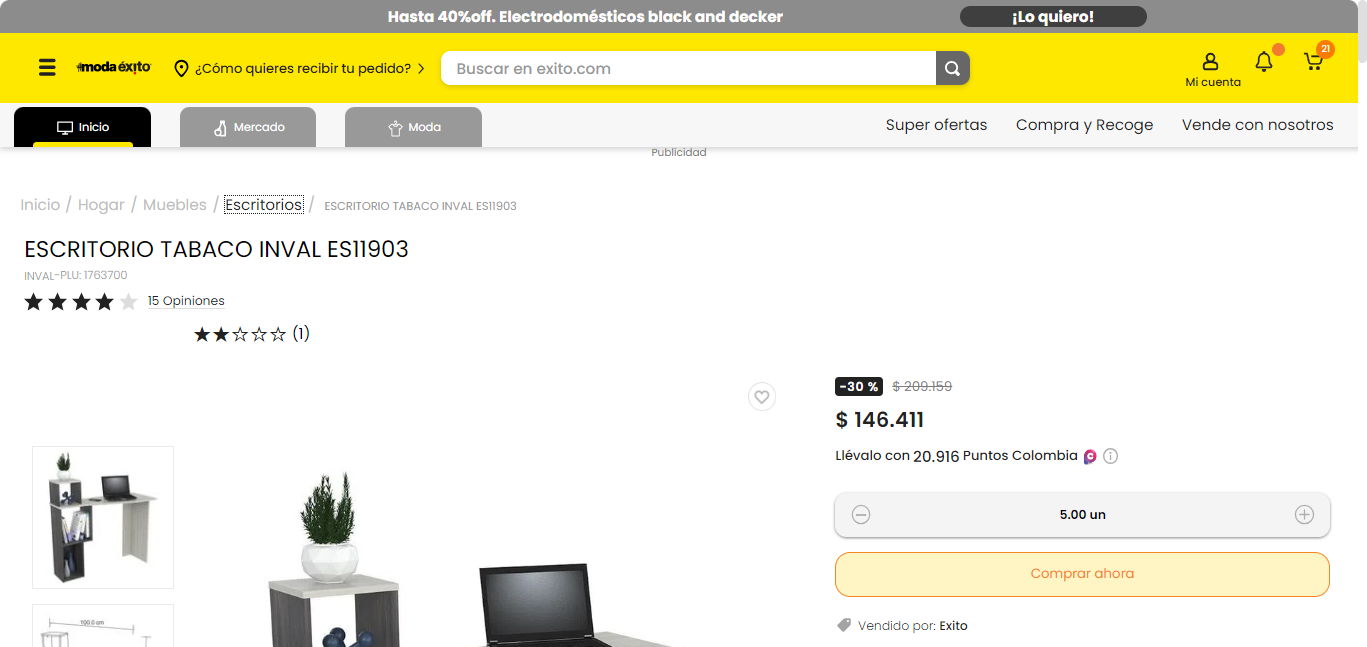 Hasta 40%off. Electrodomésticos black and decker
¡Lo quiero!
moda éxito
¿Cómo quieres recibir tu pedido?
Buscar en exito.com
Mi cuenta
21
Inicio
Mercado
Moda
Super ofertas
Compra y Recoge
Vende con nosotros
Publicidad
Inicio / Hogar / Muebles / Escritorios / ESCRITORIO TABACO INVAL ES11903
ESCRITORIO TABACO INVAL ES11903
INVAL-PLU: 1763700
15 Opiniones
(1)
-30 % $ 209.159
$ 146.411
Llévalo con 20.916 Puntos Colombia
5.00 un
Comprar ahora
Vendido por: Exito
100.0 cm